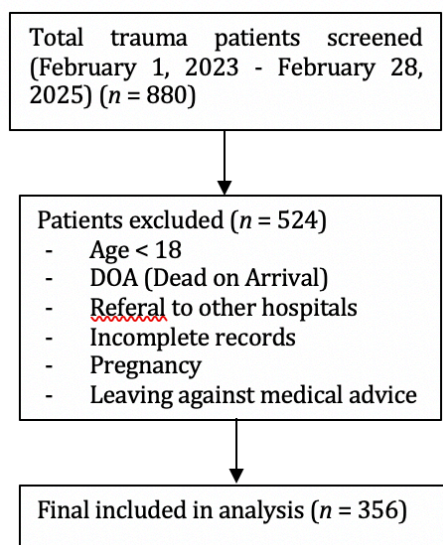 Total trauma patients screened
(February 1, 2023 - February 28,
2025) (n = 880)
Patients excluded (n = 524)
- Age < 18
- DOA (Dead on Arrival)
- Referal to other hospitals
- Incomplete records
- Pregnancy
- Leaving against medical advice
Final included in analysis (n = 356)